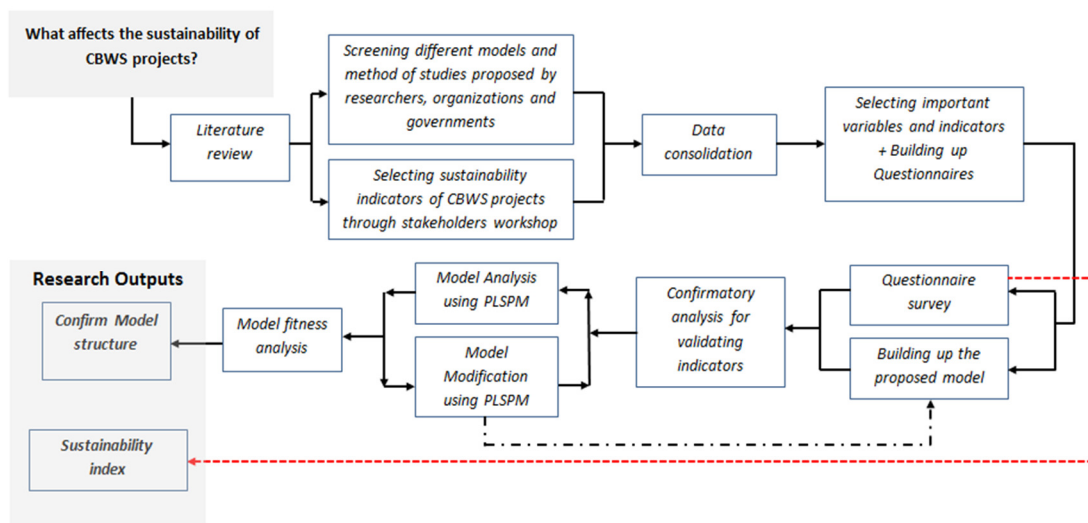 What affects the sustainability of
CBWS projects?
Literature
review
Screening different models and
method of studies proposed by
researchers, organizations and
governments
Selecting sustainability
indicators of CBWS projects
through stakeholders workshop
Data
consolidation
Selecting important
variables and indicators
+ Building up
Questionnaires
Questionnaire
survey
Building up the
proposed model
Confirmatory
analysis for
validating
indicators
Model Analysis
using PLSPM
Model
Modification
using PLSPM
Model fitness
analysis
Research Outputs
Confirm Model
structure
Sustainability
index